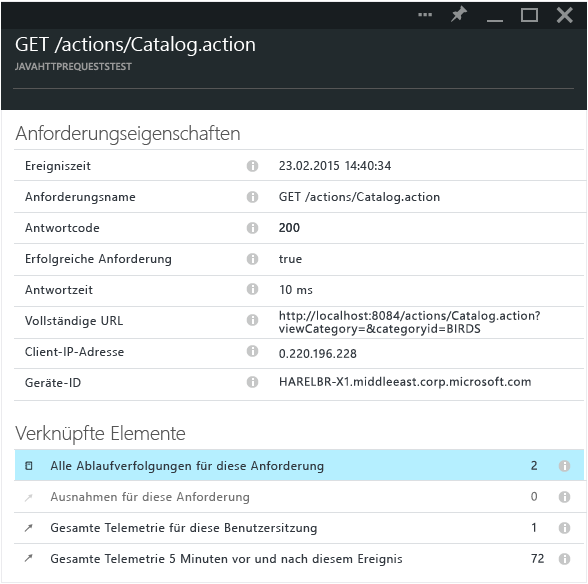 GET /actions/Catalog.action
JAVAHTTPREQUESTSTEST
Anforderungseigenschaften
Ereigniszeit 23.02.2015 14:40:34
Anforderungsname GET /actions/Catalog.action
Antwortcode 200
Erfolgreiche Anforderung true
Antwortzeit 10 ms
Vollständige URL http://localhost:8084/actions/Catalog.action?
viewCategory=&categoryid=BIRDS
Client-IP-Adresse 0.220.196.228
Geräte-ID HARELBR-X1.middleeast.corp.microsoft.com
Verknüpfte Elemente
Alle Ablaufverfolgungen für diese Anforderung 2
Ausnahmen für diese Anforderung 0
Gesamte Telemetrie für diese Benutzersitzung 1
Gesamte Telemetrie 5 Minuten vor und nach diesem Ereignis 72